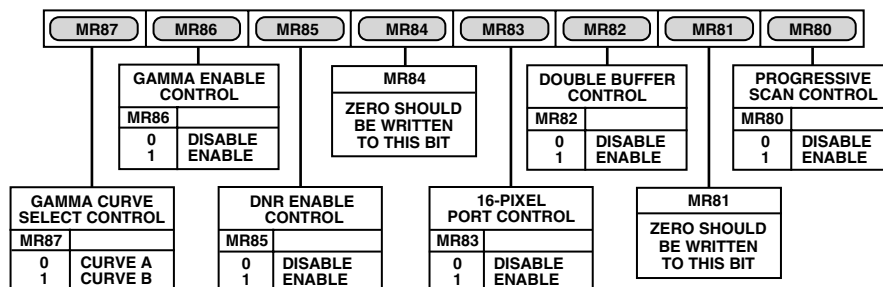 MR87 MR86 MR85 MR84 MR83 MR82 MR81 MR80
GAMMA ENABLE
CONTROL
MR86
0 DISABLE
1 ENABLE
MR84
ZERO SHOULD
BE WRITTEN
TO THIS BIT
DOUBLE BUFFER
CONTROL
MR82
0 DISABLE
1 ENABLE
PROGRESSIVE
SCAN CONTROL
MR80
0 DISABLE
1 ENABLE
GAMMA CURVE
SELECT CONTROL
MR87
0 CURVE A
1 CURVE B
DNR ENABLE
CONTROL
MR85
0 DISABLE
1 ENABLE
16-PIXEL
PORT CONTROL
MR83
0 DISABLE
1 ENABLE
MR81
ZERO SHOULD
BE WRITTEN
TO THIS BIT